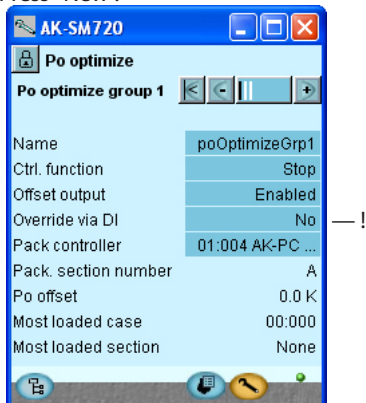 AK-SM720
Po optimize
Po optimize group 1
Name poOptimizeGrp1
Ctrl. function Stop
Offset output Enabled
Override via DI No — !
Pack controller 01:004 AK-PC ...
Pack. section number A
Po offset 0.0 K
Most loaded case 00:000
Most loaded section None